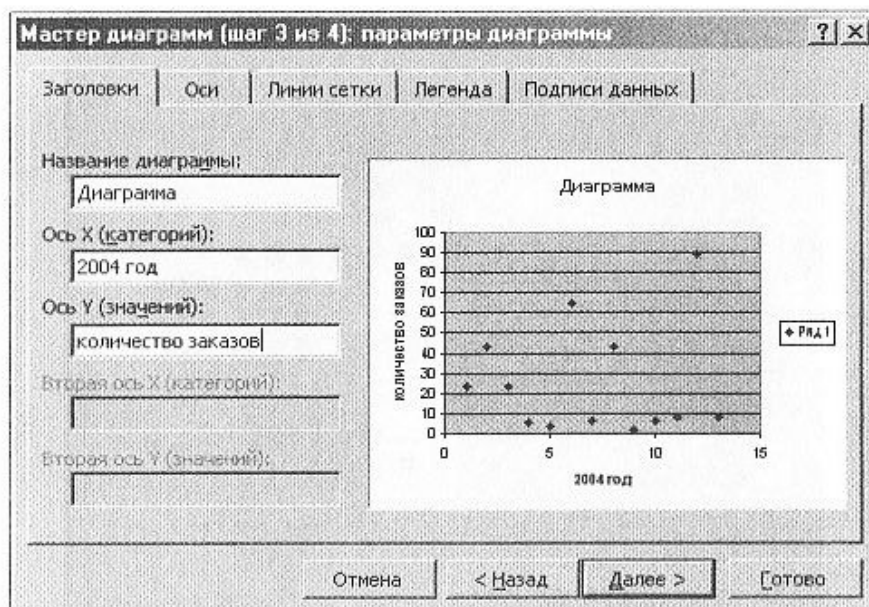 Мастер диаграмм (шаг 3 из 4): параметры диаграммы
Заголовки Оси Линии сетки Легенда Подписи данных
Название диаграммы:
Диаграмма
Ось X (категорий):
2004 год
Ось Y (значений):
количество заказов
Вторая ось X (категорий):
Вторая ось Y (значений):
Диаграмма
количество заказов
100
90
80
70
60
50
40
30
20
10
0
0 5 10 15
2004 год
Ряд1
Отмена < Назад Далее > Готово